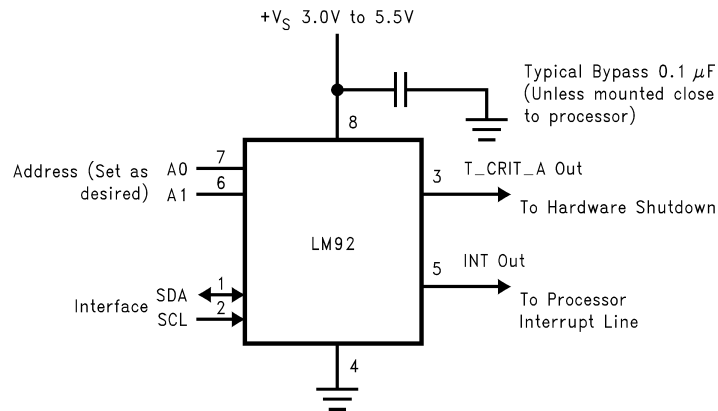 +VS 3.0V to 5.5V
Typical Bypass 0.1 μF
(Unless mounted close
to processor)
8
Address (Set as
desired)
A0
7
A1
6
3
T_CRIT_A Out
To Hardware Shutdown
LM92
5
INT Out
To Processor
Interrupt Line
Interface
SDA
1
SCL
2
4